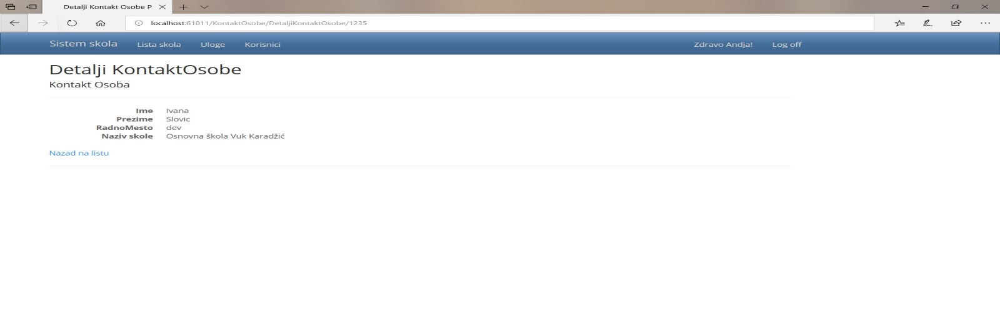 Detalji Kontakt Osobe P
localhost:61011/KontaktOsobe/DetaljiKontaktOsobe/1235
Sistem skola Lista skola Uloge Korisnici Zdravo Andja! Log off
Detalji KontaktOsobe
Kontakt Osoba
Ime Ivana
Prezime Slovic
RadnoMesto dev
Naziv skole Osnovna škola Vuk Karadžić
Nazad na listu